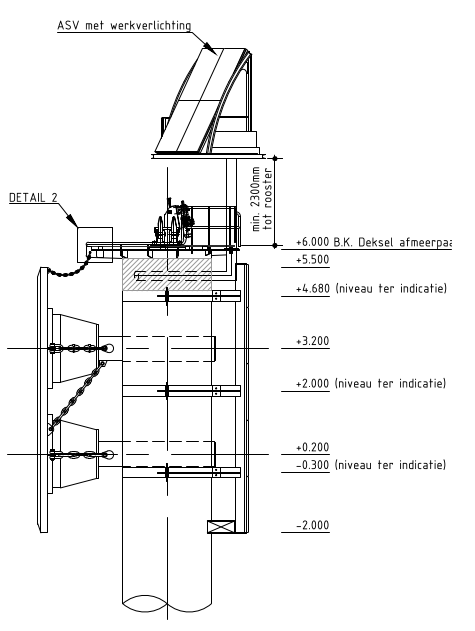 ASV met werkverlichting
min. 2300mm
tot rooster
DETAIL 2
+6.000 B.K. Deksel afmeerpaa
+5.500
+4.680 (niveau ter indicatie)
+3.200
+2.000 (niveau ter indicatie)
+0.200
-0.300 (niveau ter indicatie)
-2.000